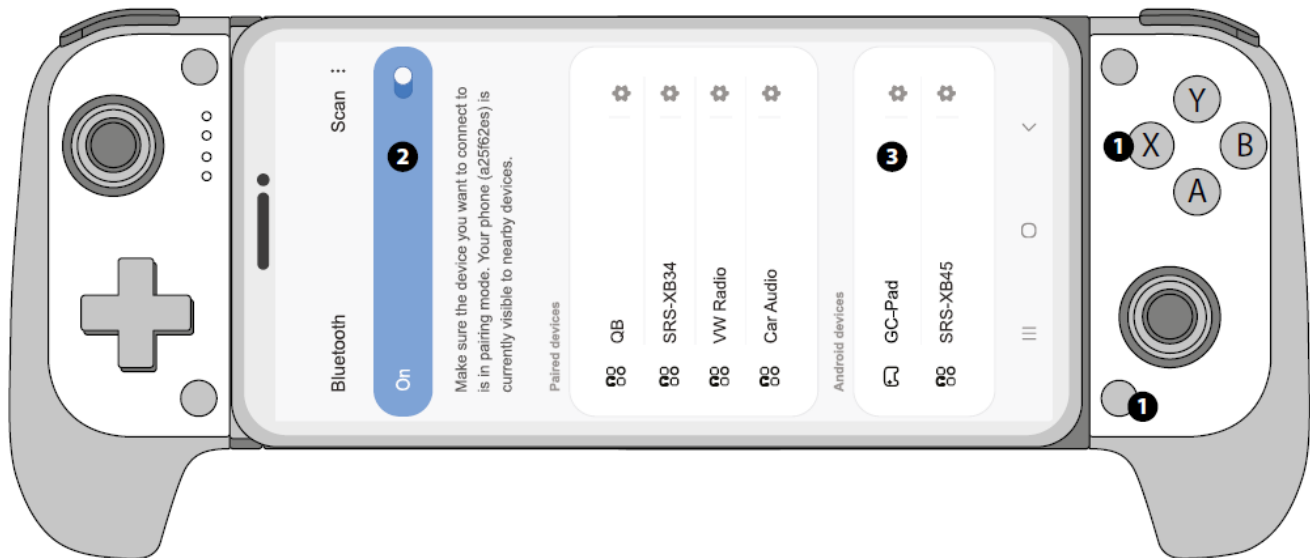 Bluetooth
Scan
On
2
Make sure the device you want to connect to
is in pairing mode. Your phone (a25f62es) is
currently visible to nearby devices.
Paired devices
QB
SRS-XB34
VW Radio
Car Audio
Android devices
GC-Pad
3
SRS-XB45
1
X
Y
B
A
1